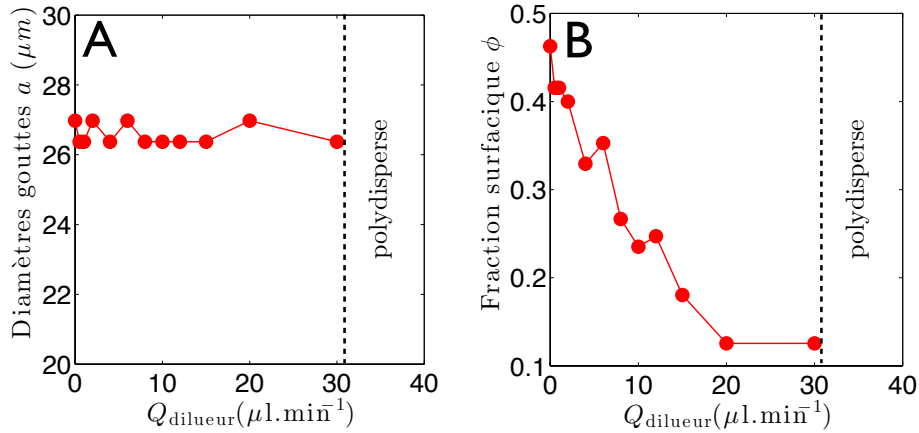 A
30
28
26
24
22
20
0
10
20
30
40
Diamètres gouttes a (μm)
polydisperse
Q_dilueur(μl.min⁻¹)
B
0.5
0.4
0.3
0.2
0.1
0
10
20
30
40
Fraction surfacique ϕ
polydisperse
Q_dilueur(μl.min⁻¹)